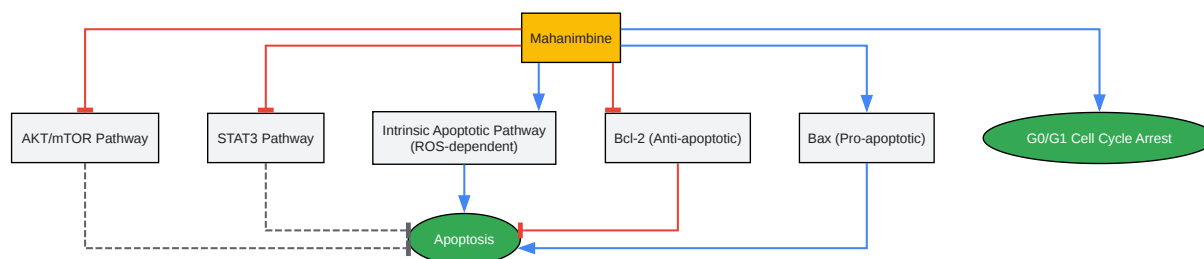 Mahanimbine
AKT/mTOR Pathway
STAT3 Pathway
Intrinsic Apoptotic Pathway
(ROS-dependent)
Bcl-2 (Anti-apoptotic)
Bax (Pro-apoptotic)
G0/G1 Cell Cycle Arrest
Apoptosis